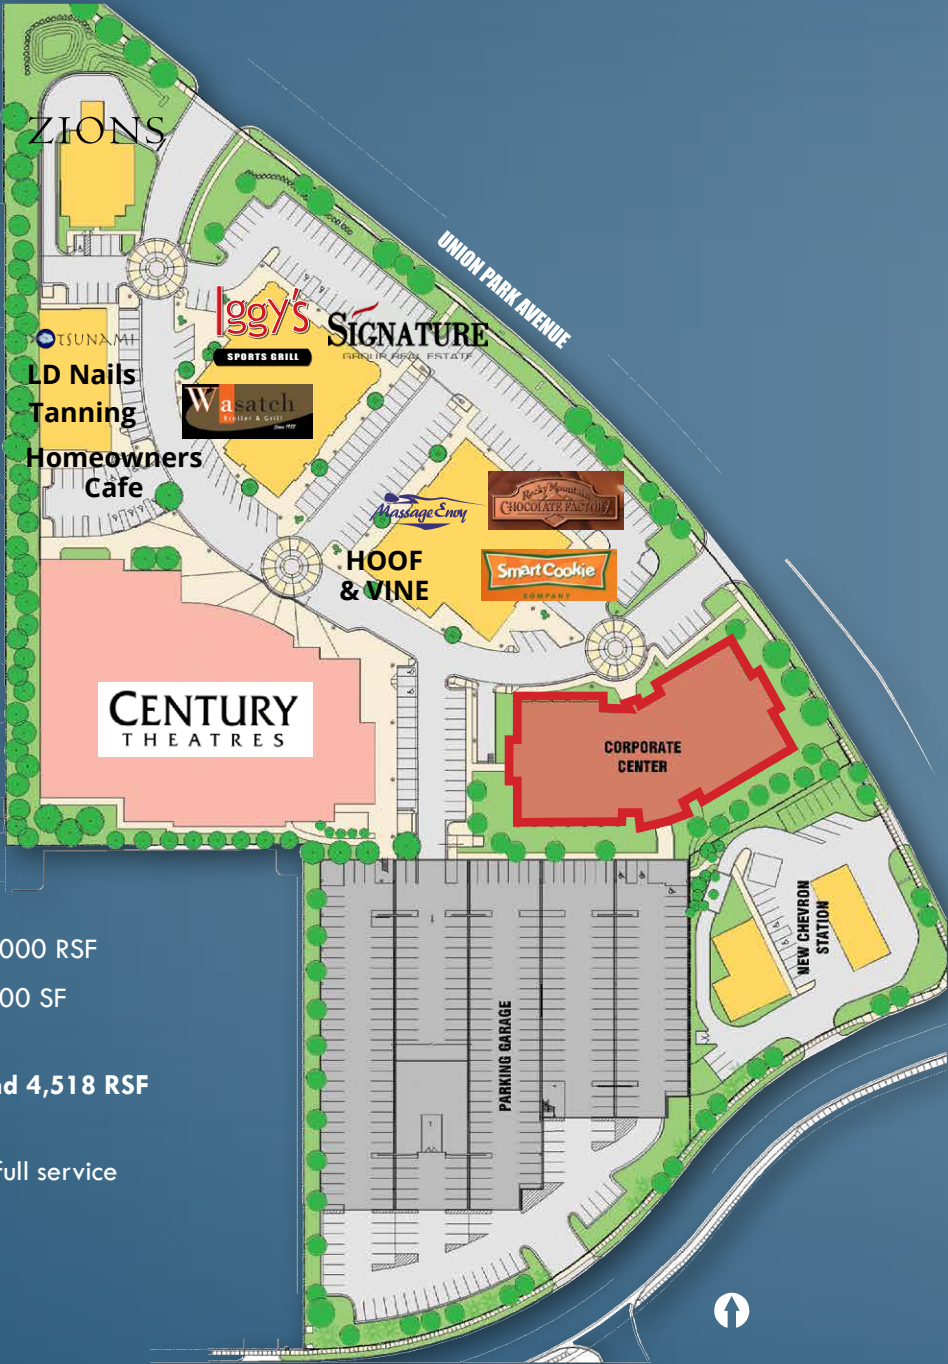 ZIONS
UNION PARK AVENUE
Iggy's
SPORTS GRILL
SIGNATURE
GROUP REAL ESTATE
TSUNAMI
LD Nails
Tanning
Homeowners
Cafe
Wasatch
Broiler & Grill
Massage Envy
Rocky Mountain
CHOCOLATE FACTORY
HOOF
& VINE
SmartCookie
COMPANY
CENTURY
THEATRES
CORPORATE
CENTER
NEW CHEVRON
STATION
PARKING GARAGE
000 RSF
00 SF
4,518 RSF
full service